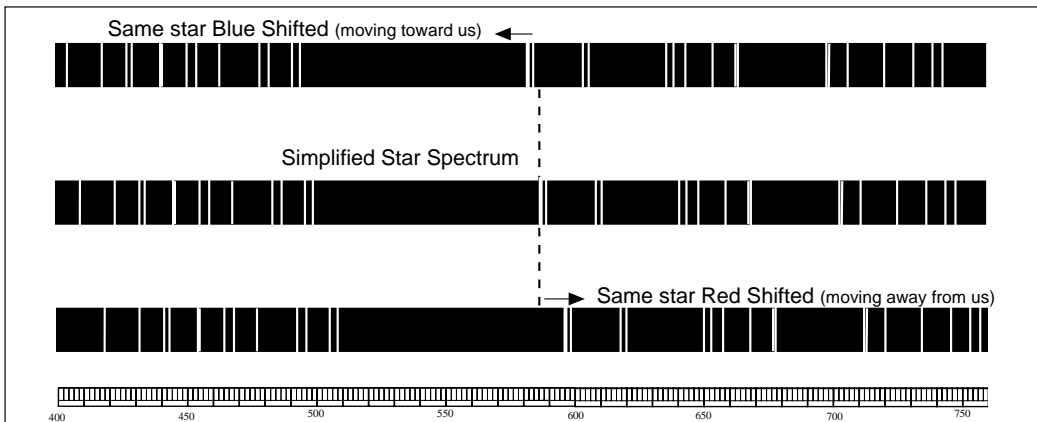 Same star Blue Shifted (moving toward us)
Simplified Star Spectrum
Same star Red Shifted (moving away from us)
400 450 500 550 600 650 700 750